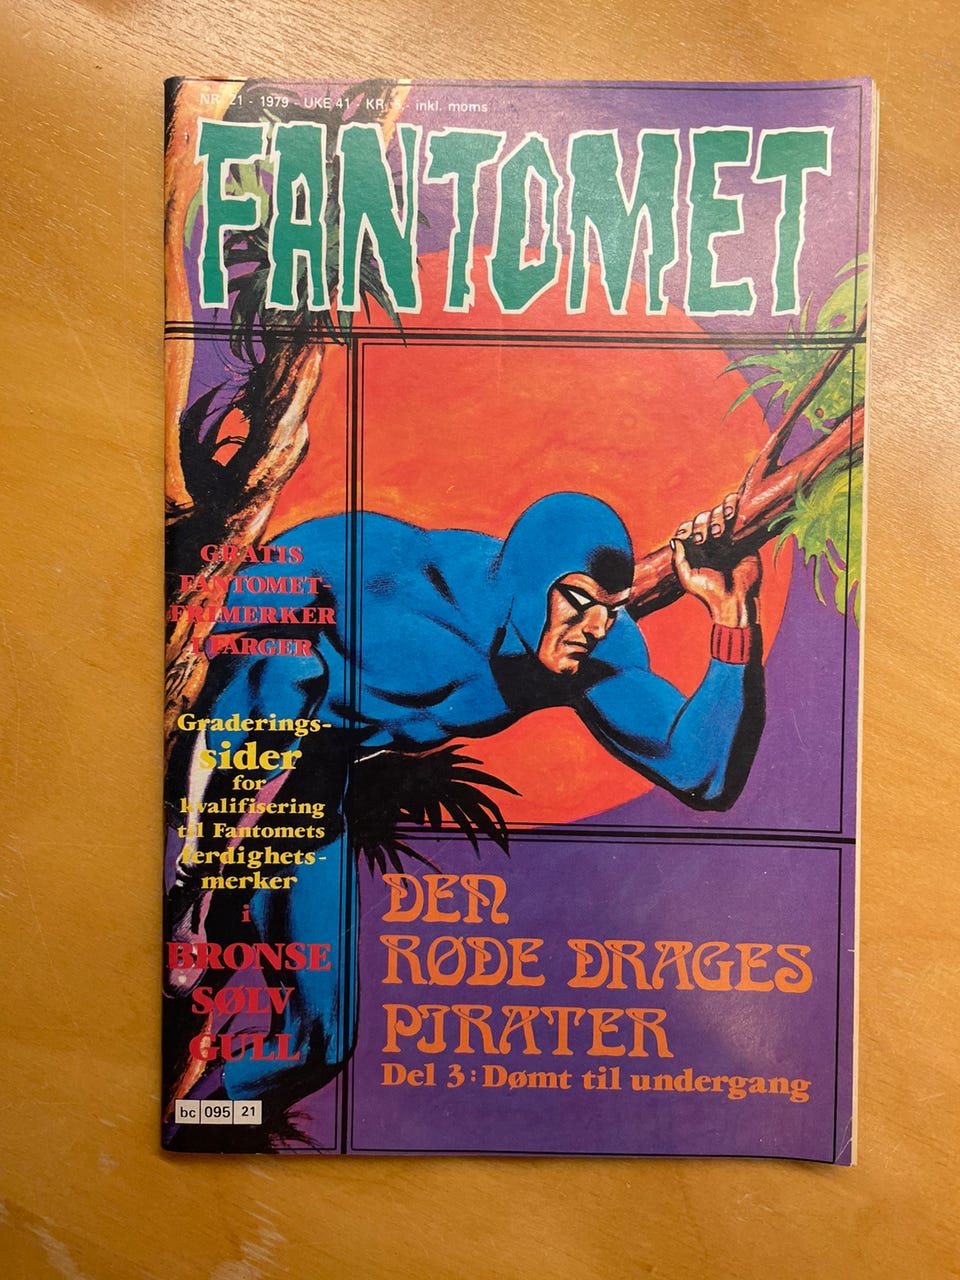 NR. 21 - 1979 - UKE 41 - KR. 5,- inkl. moms
FANTOMET
GRATIS
FANTOMET-
FRIMERKER
I FARGER
Graderings-
sider
for
kvalifisering
til Fantomets
ferdighets-
merker
i
BRONSE
SØLV
GULL
DEN
RØDE DRAGES
PIRATER
Del 3: Dømt til undergang
bc 095 21